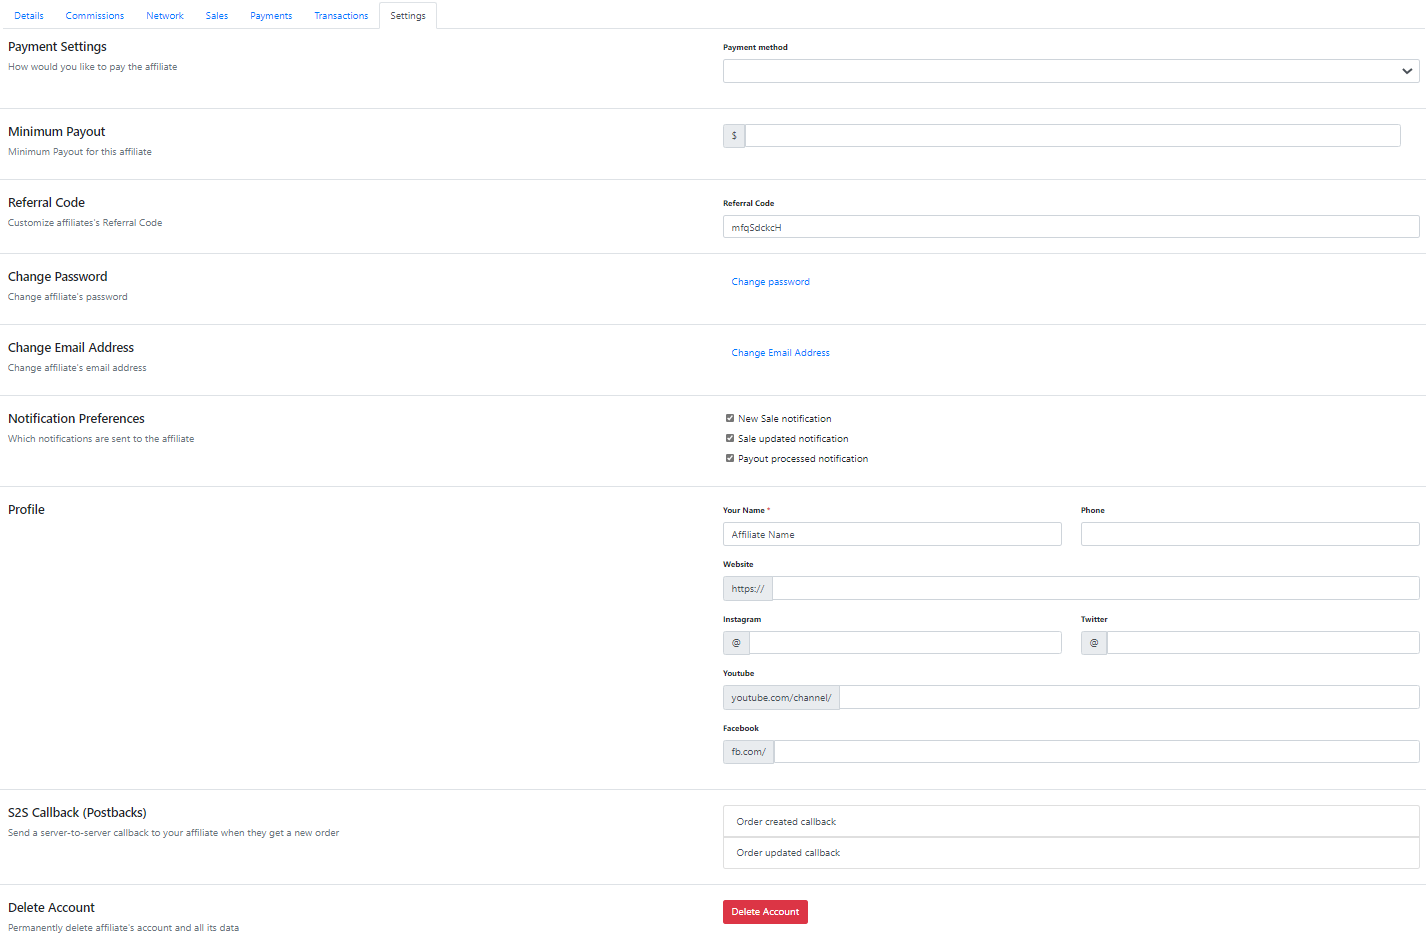 Details Commissions Network Sales Payments Transactions Settings
Payment Settings
How would you like to pay the affiliate
Payment method
Minimum Payout
Minimum Payout for this affiliate
$
Referral Code
Customize affiliates's Referral Code
Referral Code
mfqSdckcH
Change Password
Change affiliate's password
Change password
Change Email Address
Change affiliate's email address
Change Email Address
Notification Preferences
Which notifications are sent to the affiliate
New Sale notification
Sale updated notification
Payout processed notification
Profile
Your Name * Phone
Affiliate Name
Website
https://
Instagram Twitter
@ @
Youtube
youtube.com/channel/
Facebook
fb.com/
S2S Callback (Postbacks)
Send a server-to-server callback to your affiliate when they get a new order
Order created callback
Order updated callback
Delete Account
Permanently delete affiliate's account and all its data
Delete Account